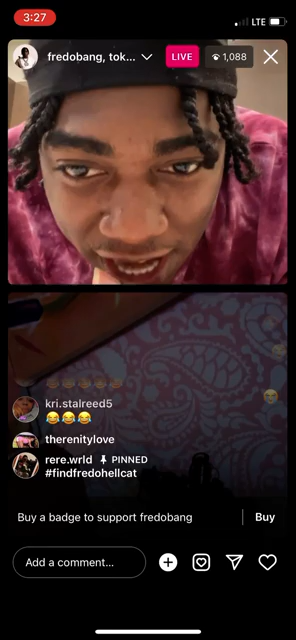 3:27
LTE
fredobang, tok...
LIVE
1,088
kri.stalreed5
😂😂😂
therenitylove
rere.wrld PINNED
#findfredohellcat
Buy a badge to support fredobang
Buy
Add a comment...